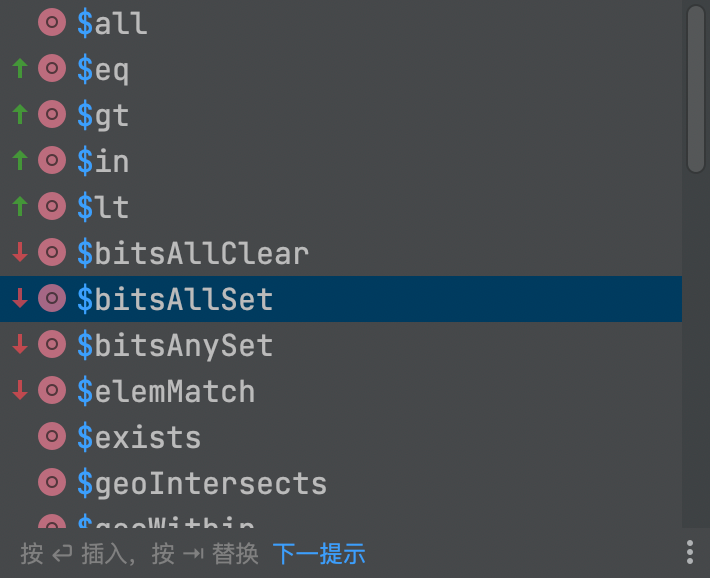 $all
$eq
$gt
$in
$lt
$bitsAllClear
$bitsAllSet
$bitsAnySet
$elemMatch
$exists
$geoIntersects
$geoWithin
按 ↵ 插入，按 ⇥ 替换 下一提示